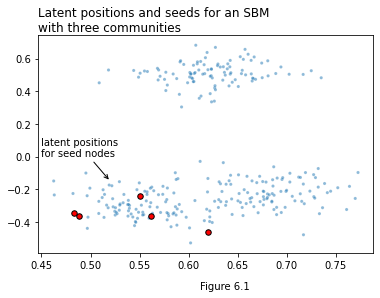 Latent positions and seeds for an SBM
with three communities
0.6
0.4
0.2
0.0
−0.2
−0.4
latent positions
for seed nodes
0.45 0.50 0.55 0.60 0.65 0.70 0.75
Figure 6.1